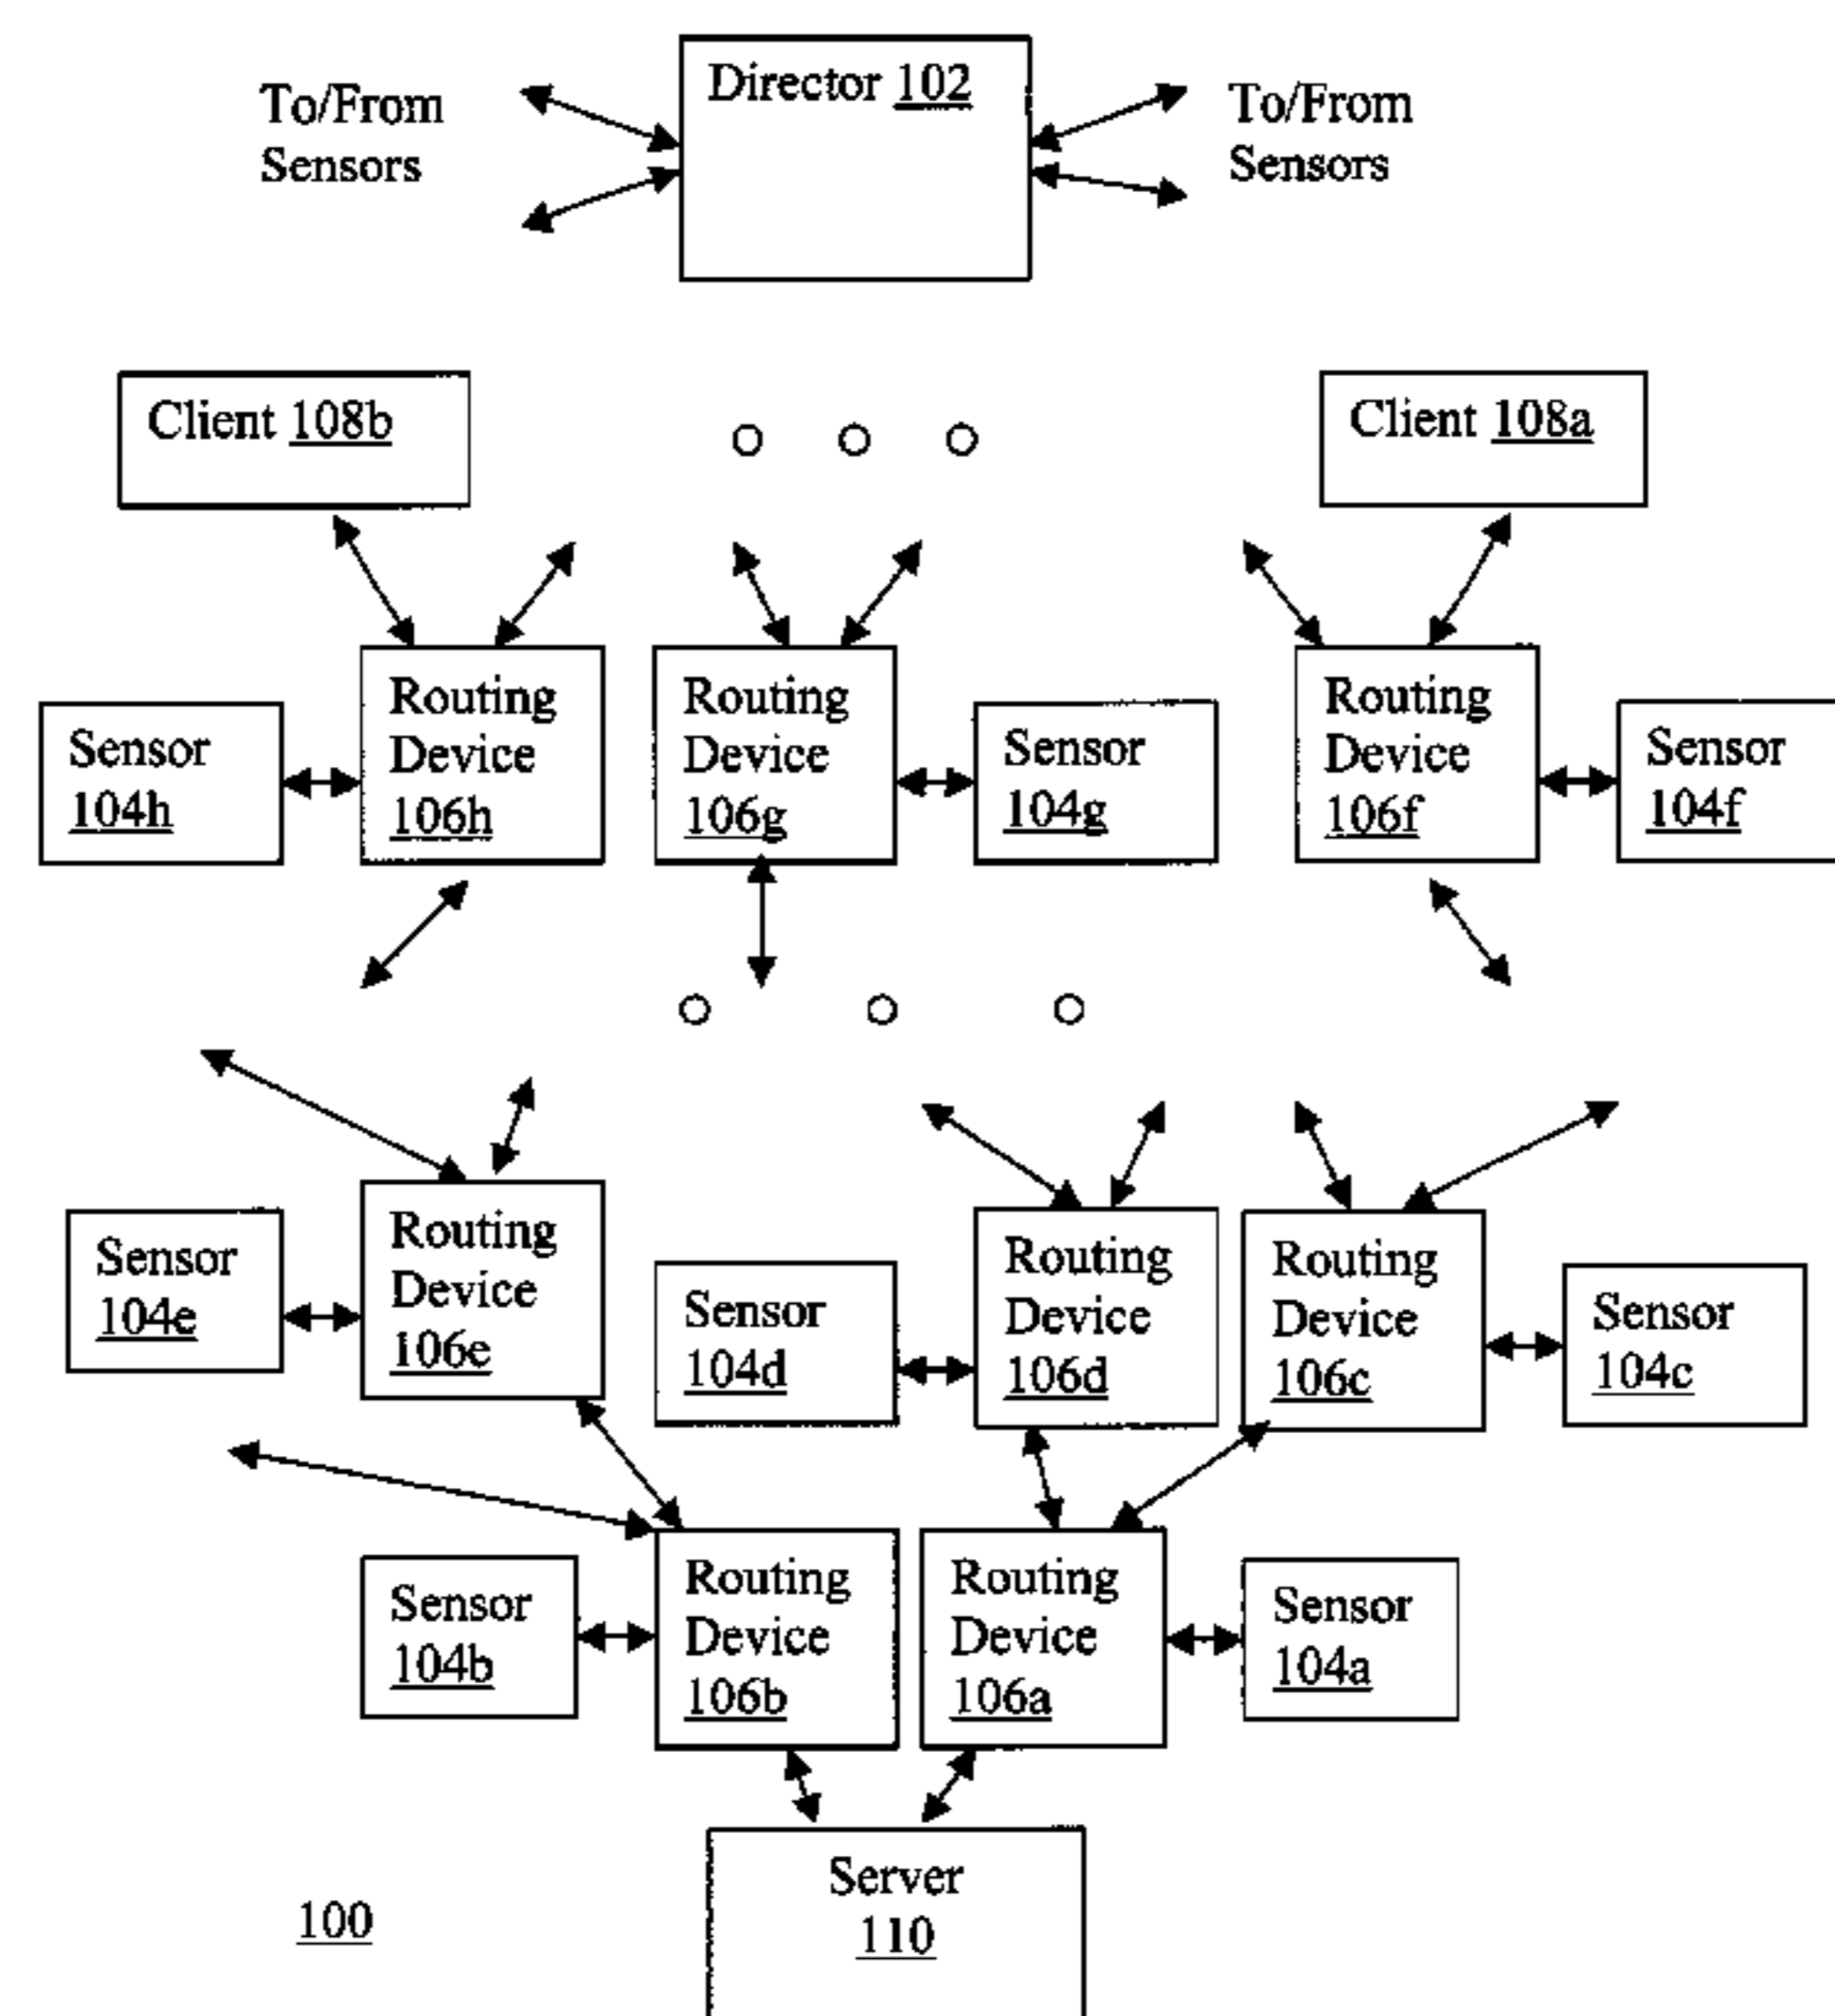 To/From
Sensors
Director 102
To/From
Sensors
Client 108b
Client 108a
Sensor
104h
Routing
Device
106h
Routing
Device
106g
Sensor
104g
Routing
Device
106f
Sensor
104f
Sensor
104e
Routing
Device
106e
Sensor
104d
Routing
Device
106d
Routing
Device
106c
Sensor
104c
Sensor
104b
Routing
Device
106b
Routing
Device
106a
Sensor
104a
Server
110
100